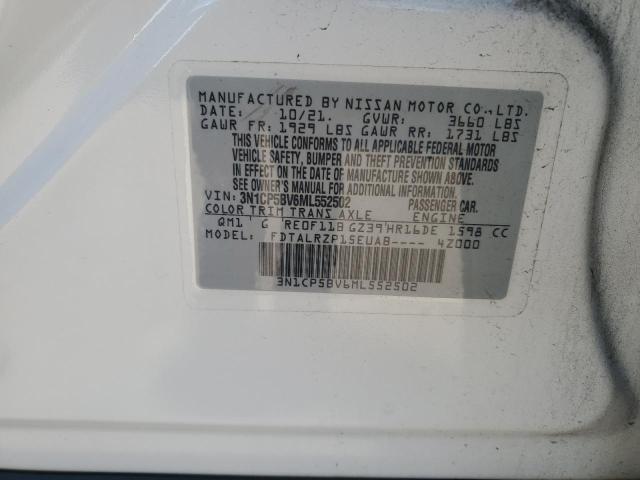 MANUFACTURED BY NISSAN MOTOR CO., LTD.
DATE: 10/21. GVWR: 3660 LBS
GAWR FR: 1929 LBS GAWR RR: 1731 LBS
THIS VEHICLE CONFORMS TO ALL APPLICABLE FEDERAL MOTOR
VEHICLE SAFETY, BUMPER AND THEFT PREVENTION STANDARDS
IN EFFECT ON THE DATE OF MANUFACTURE SHOWN ABOVE.
SEE OWNER'S MANUAL FOR ADDITIONAL INFORMATION.
VIN: 3N1CP5BV6ML552502 PASSENGER CAR.
COLOR TRIM TRANS AXLE ENGINE
QM1 G RE0F11B GZ39 HR16DE 1598 CC
MODEL: FDTALRZP15EUAB---- 4Z000
3N1CP5BV6ML552502